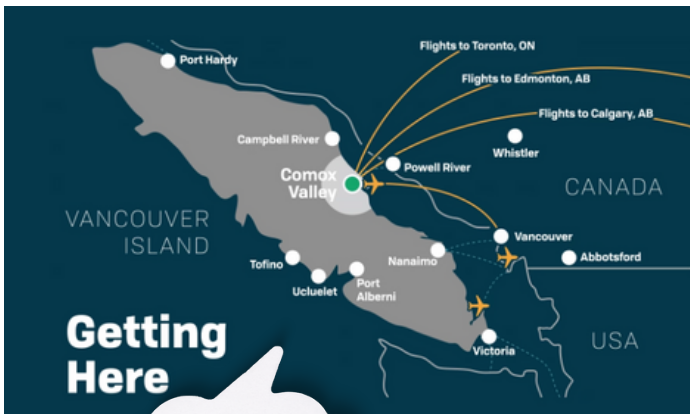 Flights to Toronto, ON
Port Hardy
Flights to Edmonton, AB
Flights to Calgary, AB
Campbell River
Whistler
Powell River
Comox
Valley
CANADA
VANCOUVER
ISLAND
Vancouver
Abbotsford
Nanaimo
Tofino
Ucluelet
Port
Alberni
Victoria
USA
Getting
Here